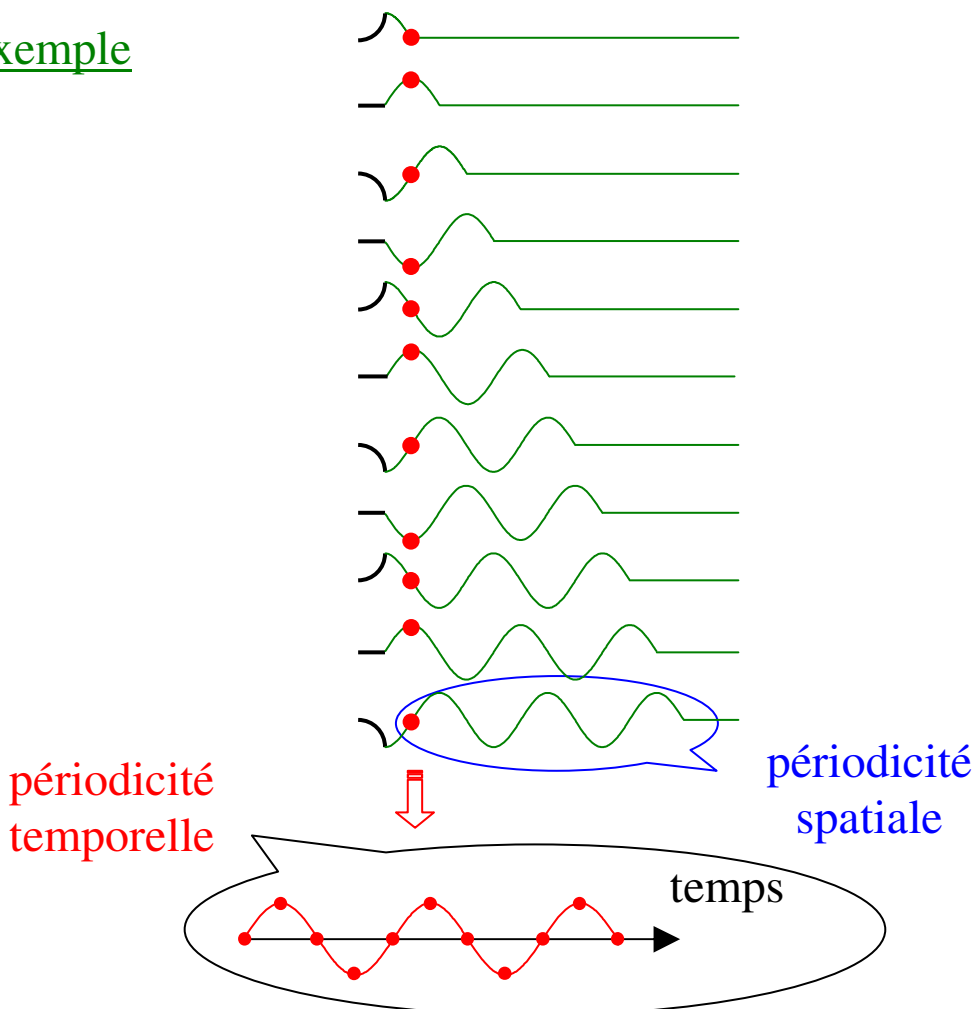 xemple
périodicité
temporelle
périodicité
spatiale
temps